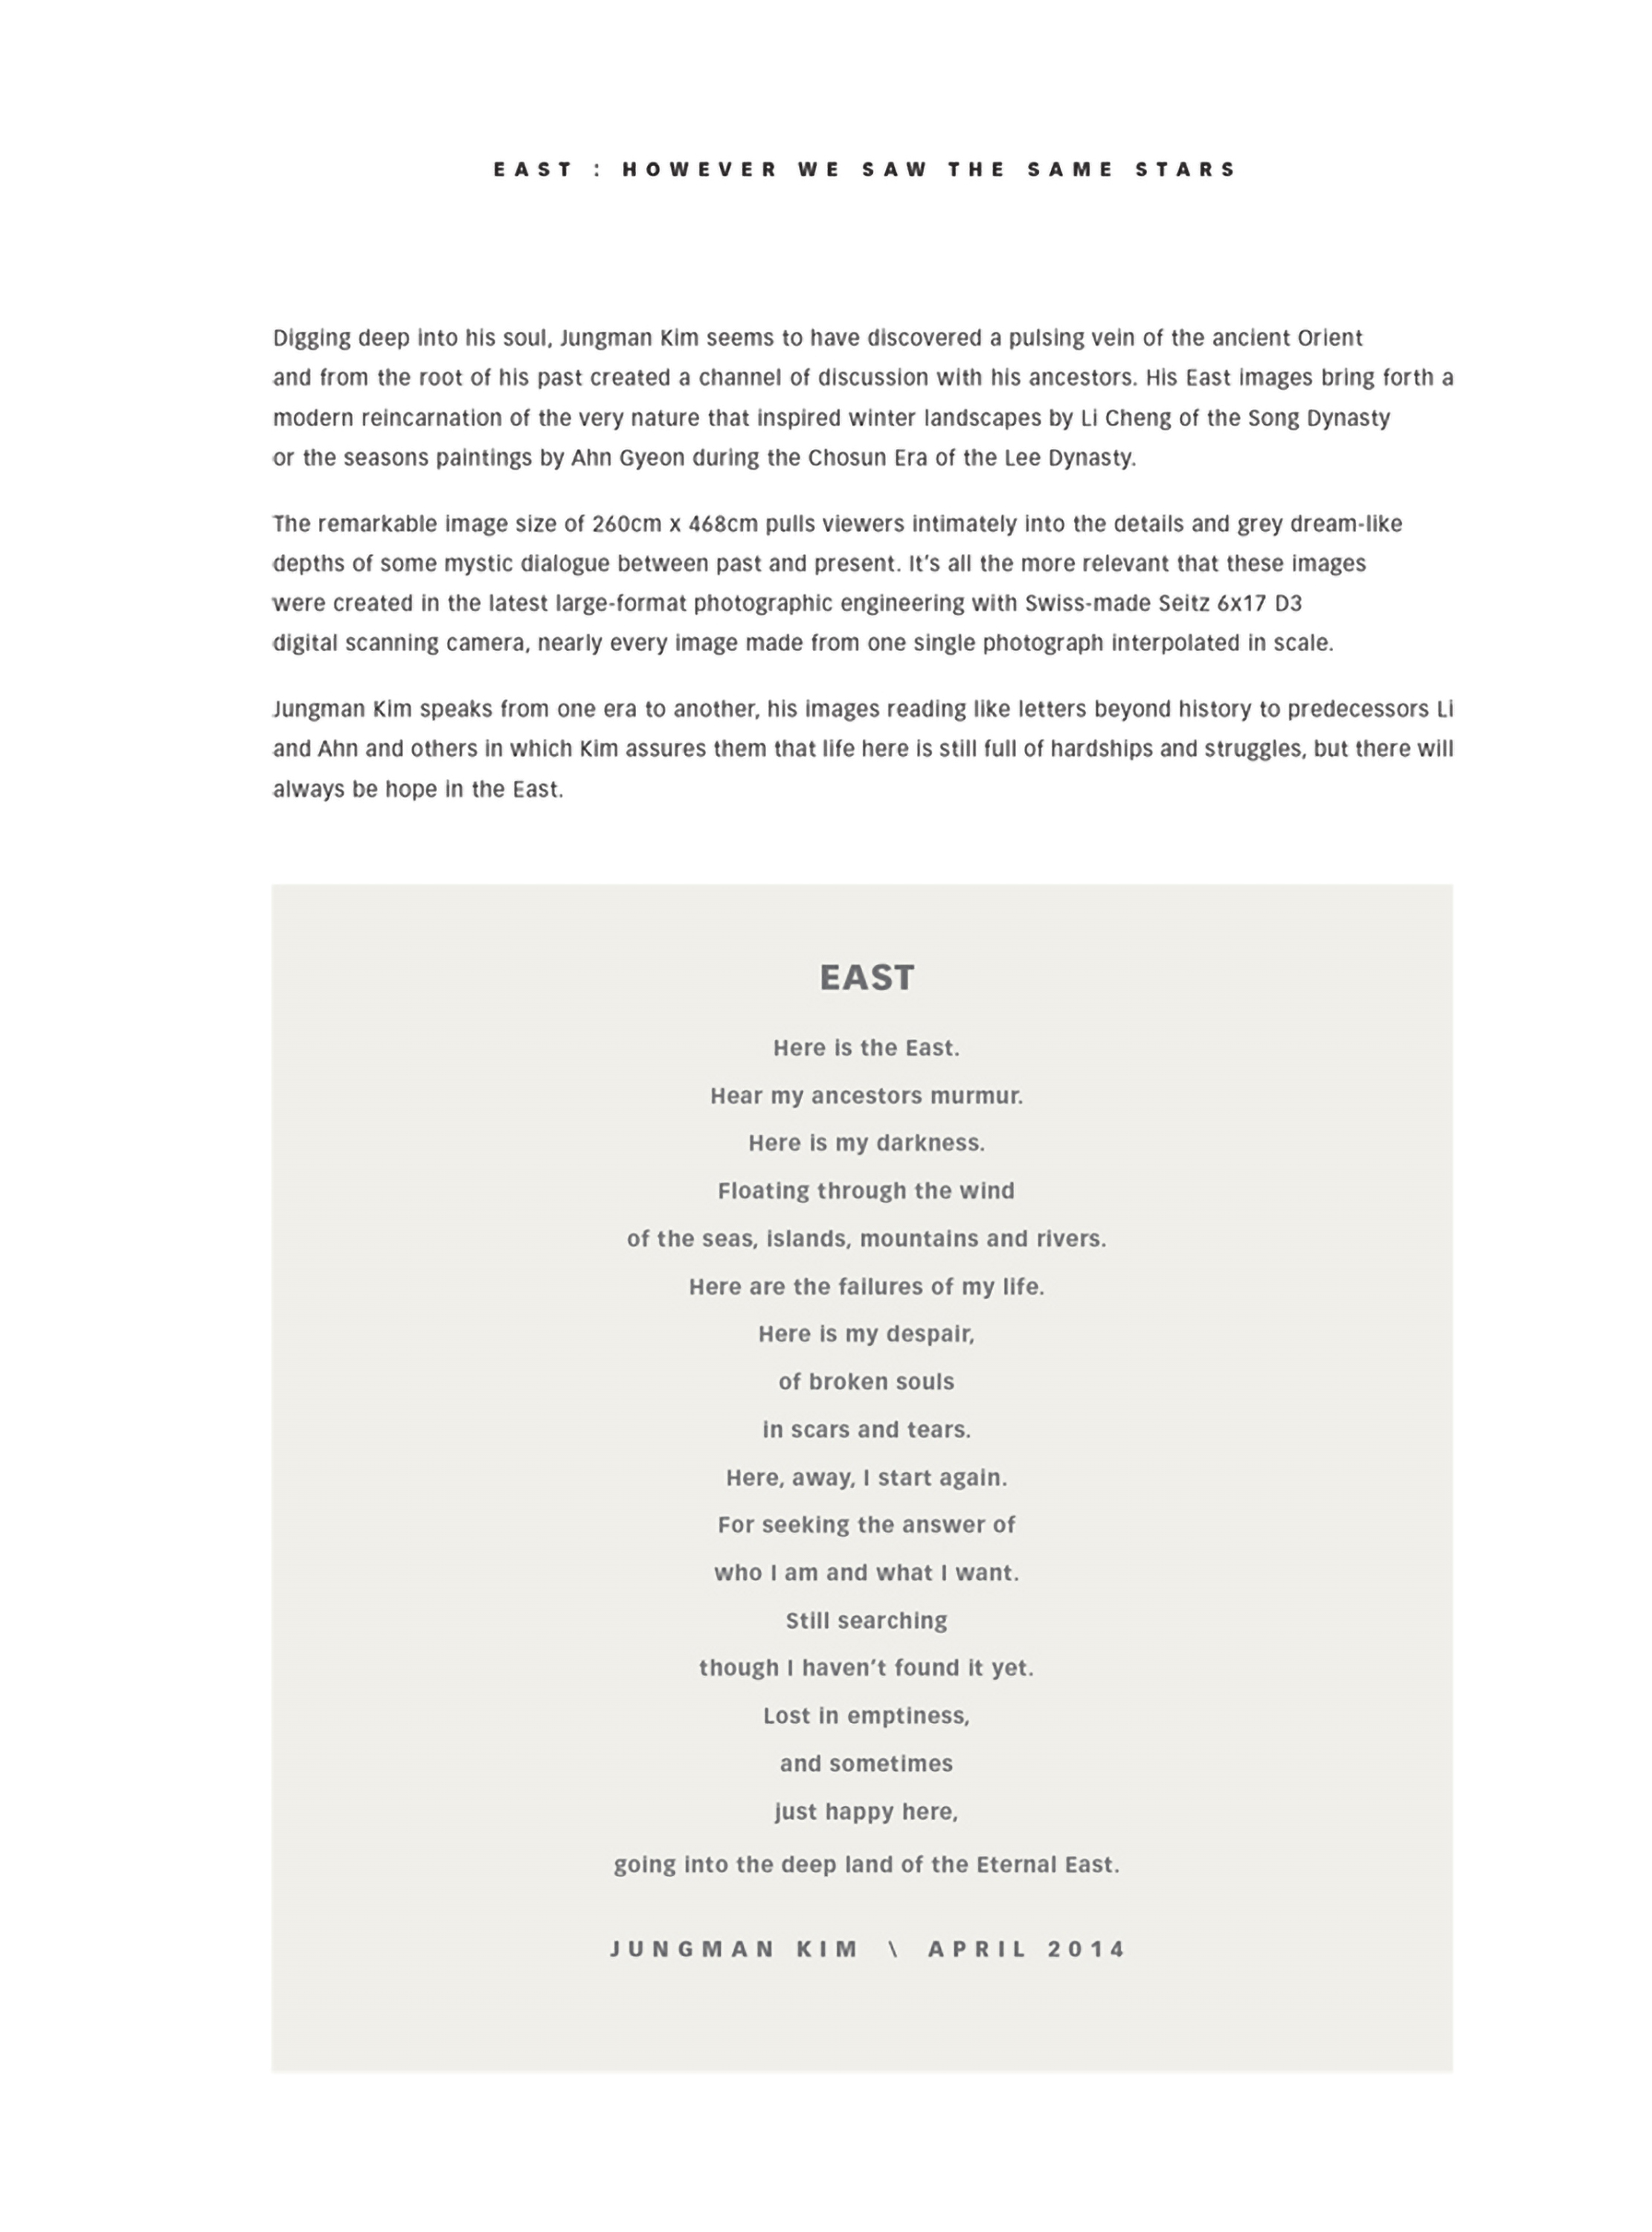 EAST : HOWEVER WE SAW THE SAME STARS
Digging deep into his soul, Jungman Kim seems to have discovered a pulsing vein of the ancient Orient
and from the root of his past created a channel of discussion with his ancestors. His East images bring forth a
modern reincarnation of the very nature that inspired winter landscapes by Li Cheng of the Song Dynasty
or the seasons paintings by Ahn Gyeon during the Chosun Era of the Lee Dynasty.
The remarkable image size of 260cm x 468cm pulls viewers intimately into the details and grey dream-like
depths of some mystic dialogue between past and present. It’s all the more relevant that these images
were created in the latest large-format photographic engineering with Swiss-made Seitz 6x17 D3
digital scanning camera, nearly every image made from one single photograph interpolated in scale.
Jungman Kim speaks from one era to another, his images reading like letters beyond history to predecessors Li
and Ahn and others in which Kim assures them that life here is still full of hardships and struggles, but there will
always be hope in the East.
EAST
Here is the East.
Hear my ancestors murmur.
Here is my darkness.
Floating through the wind
of the seas, islands, mountains and rivers.
Here are the failures of my life.
Here is my despair,
of broken souls
in scars and tears.
Here, away, I start again.
For seeking the answer of
who I am and what I want.
Still searching
though I haven’t found it yet.
Lost in emptiness,
and sometimes
just happy here,
going into the deep land of the Eternal East.
JUNGMAN KIM \ APRIL 2014